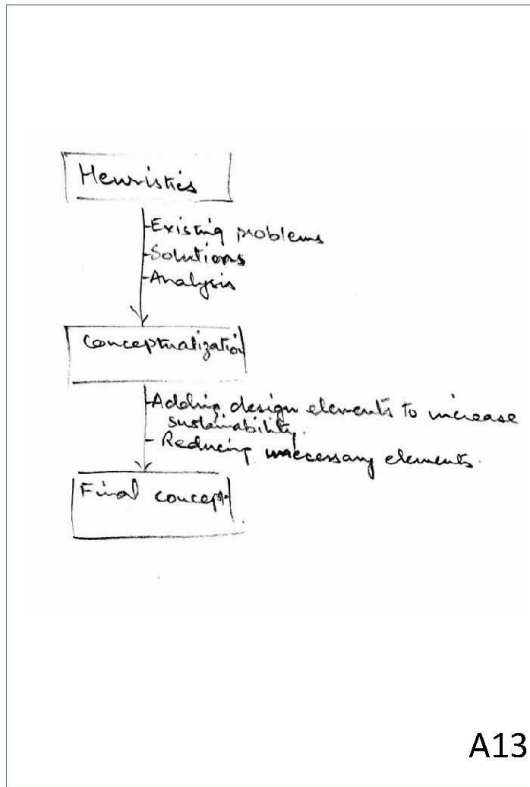 Heuristics
- Existing problems
- Solutions
- Analysis
Conceptualization
- Adding design elements to increase
sustainability.
- Reducing unnecessary elements.
Final concept
A13